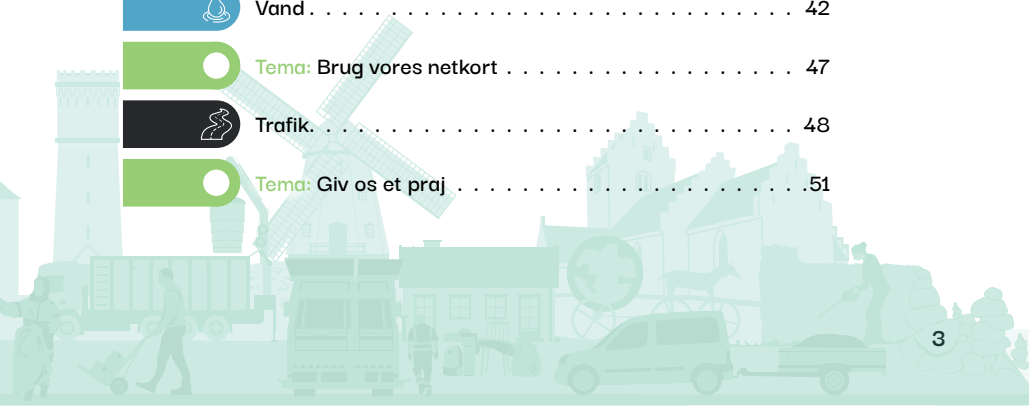 Vand . . . . . . . . . . . . . . . . . . . . . . . . . . . . . . 42
Tema: Brug vores netkort . . . . . . . . . . . . . . . . . . 47
Trafik. . . . . . . . . . . . . . . . . . . . . . . . . . . . . . 48
Tema: Giv os et praj . . . . . . . . . . . . . . . . . . . . . .51
3